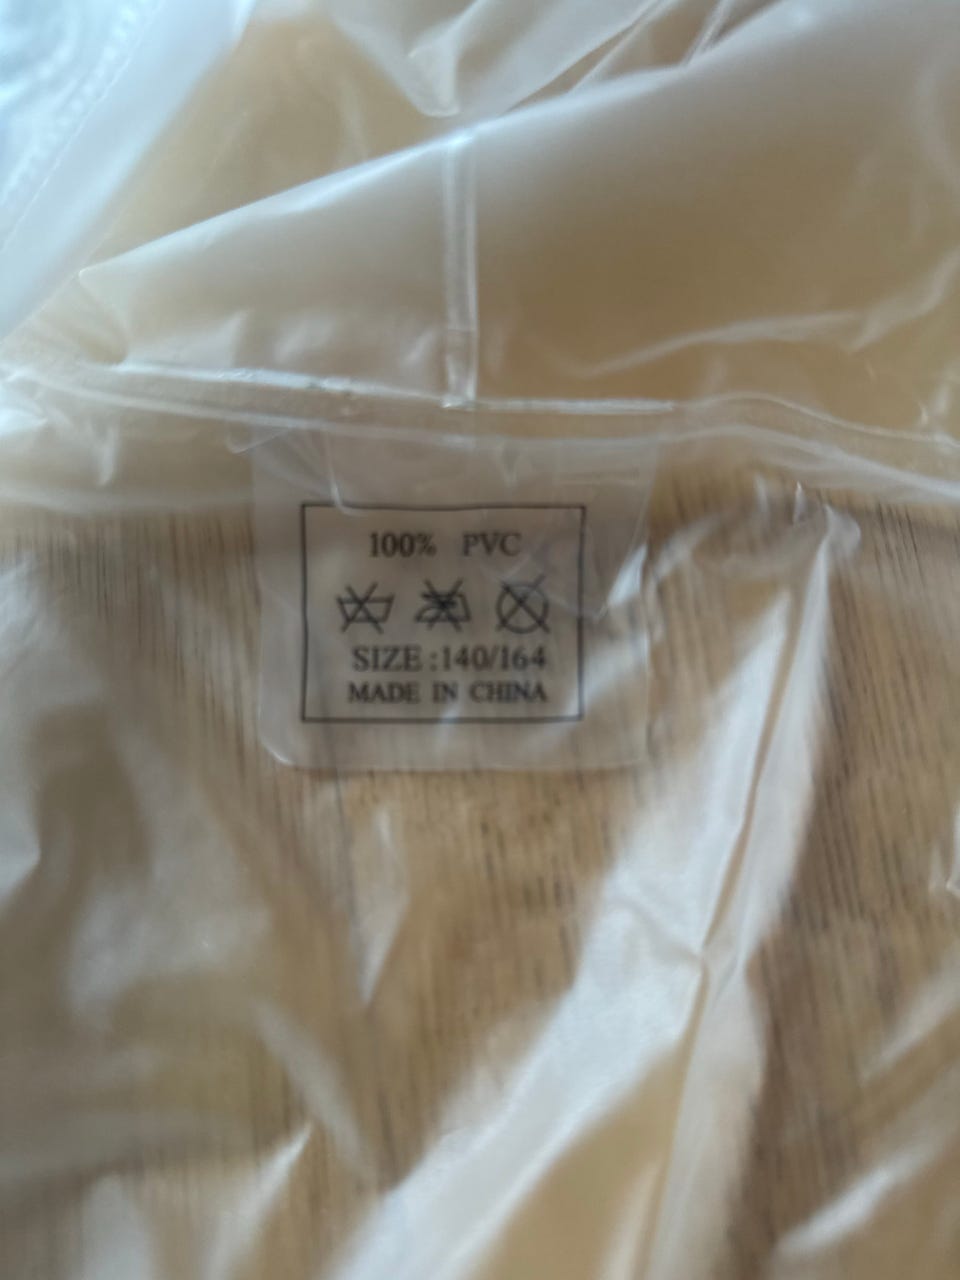 100% PVC
SIZE:140/164
MADE IN CHINA